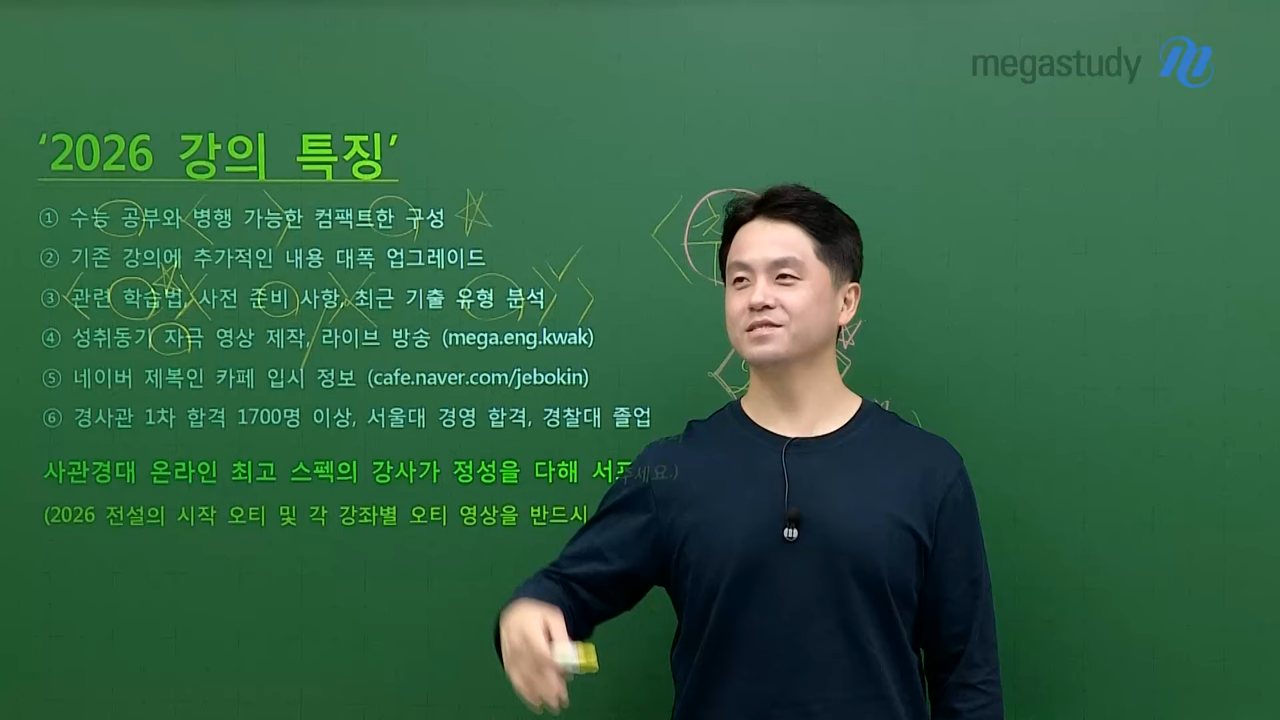 megastudy
'2026 강의 특징'
① 수능 공부와 병행 가능한 컴팩트한 구성
② 기존 강의에 추가적인 내용 대폭 업그레이드
③ 관련 학습법, 사전 준비 사항, 최근 기출 유형 분석
④ 성취동기 자극 영상 제작, 라이브 방송 (mega.eng.kwak)
⑤ 네이버 제복인 카페 입시 정보 (cafe.naver.com/jebokin)
⑥ 경사관 1차 합격 1700명 이상, 서울대 경영 합격, 경찰대 졸업
사관경대 온라인 최고 스펙의 강사가 정성을 다해
(2026 전설의 시작 오티 및 각 강좌별 오티 영상을 반드시